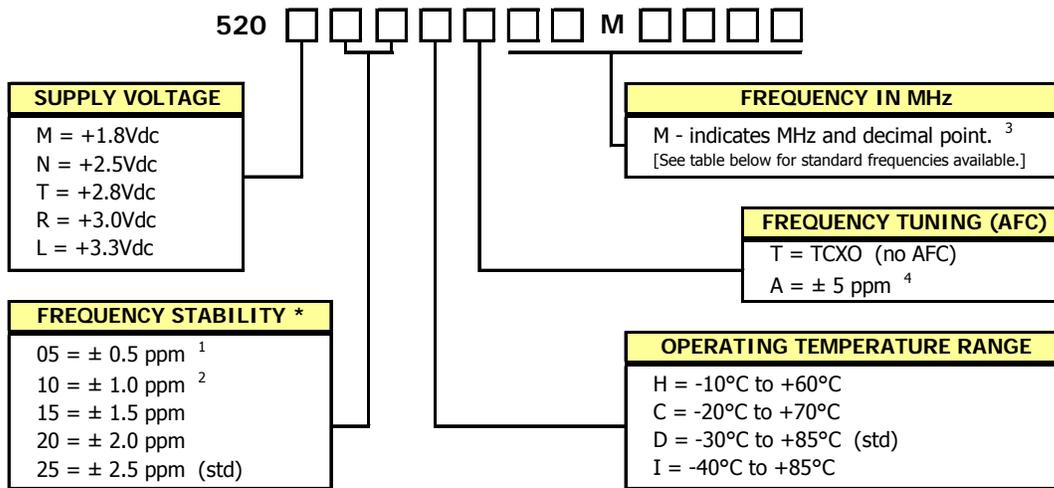 520 M
SUPPLY VOLTAGE
M = +1.8Vdc
N = +2.5Vdc
T = +2.8Vdc
R = +3.0Vdc
L = +3.3Vdc
FREQUENCY IN MHz
M - indicates MHz and decimal point. 3
[See table below for standard frequencies available.]
FREQUENCY TUNING (AFC)
T = TCXO (no AFC)
A = ± 5 ppm 4
FREQUENCY STABILITY *
05 = ± 0.5 ppm 1
10 = ± 1.0 ppm 2
15 = ± 1.5 ppm
20 = ± 2.0 ppm
25 = ± 2.5 ppm (std)
OPERATING TEMPERATURE RANGE
H = -10°C to +60°C
C = -20°C to +70°C
D = -30°C to +85°C (std)
I = -40°C to +85°C